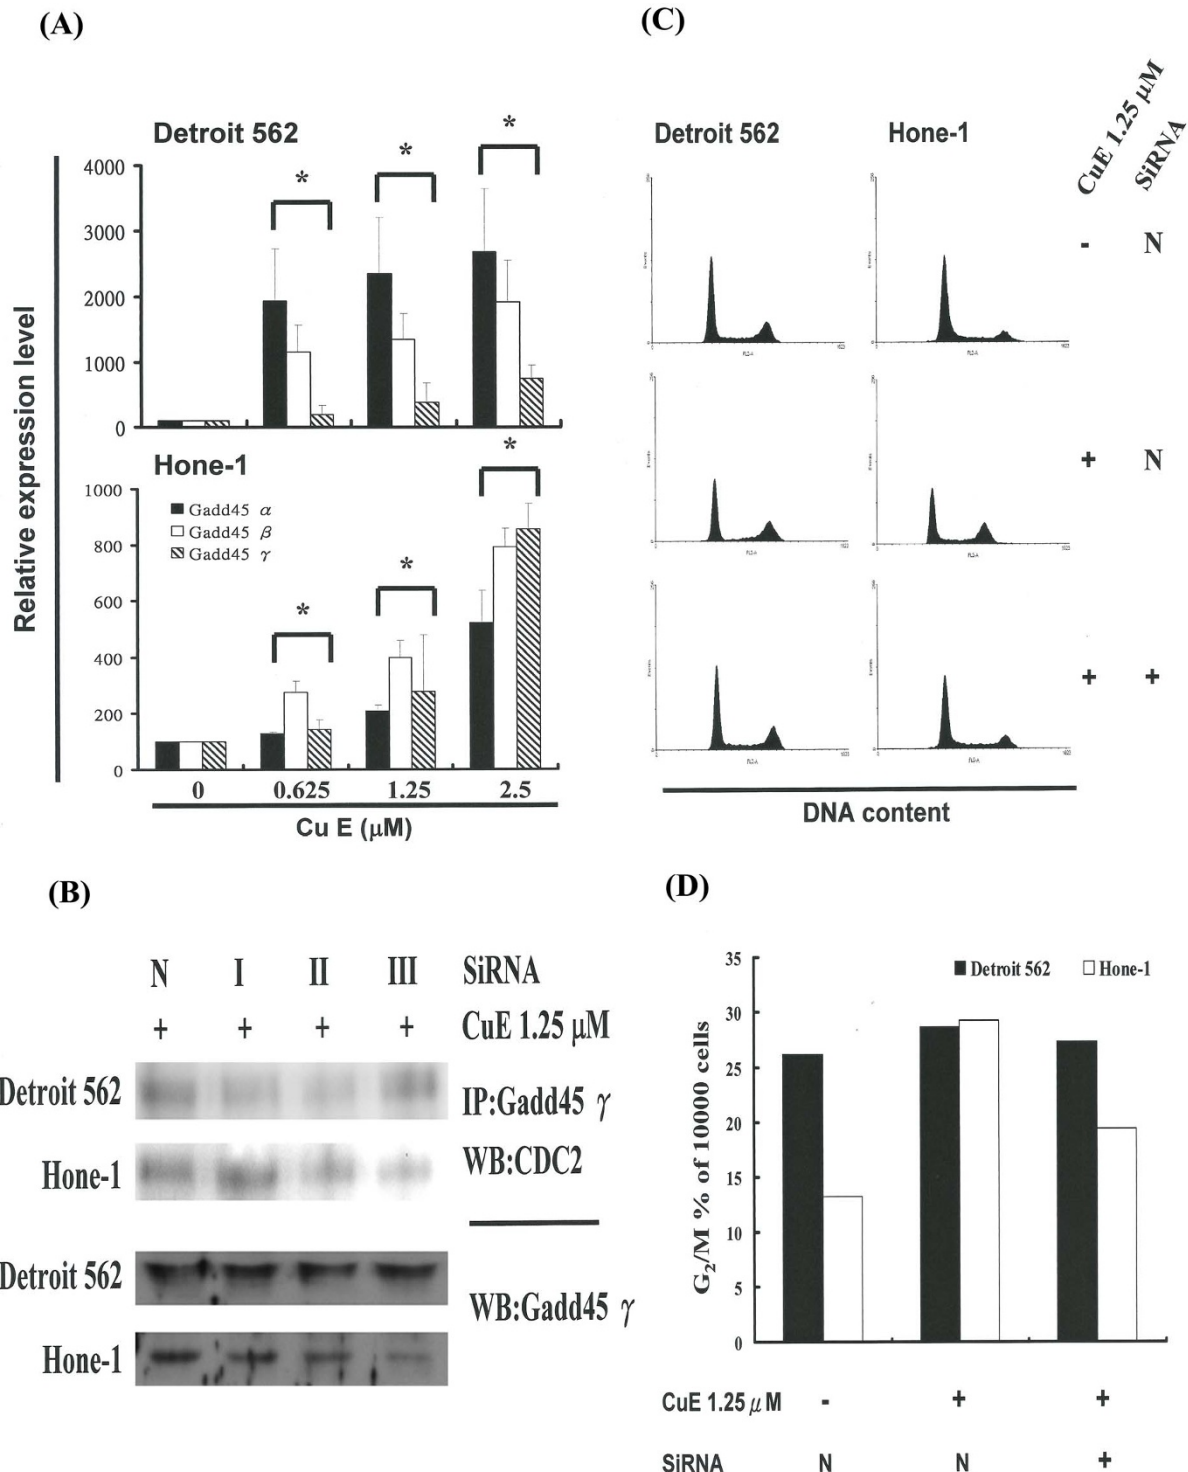 (A)
Detroit 562
*
*
*
4000
3000
2000
1000
0
Relative expression level
Hone-1
*
*
*
1000
800
600
400
200
0
Gadd45 α
Gadd45 β
Gadd45 γ
0 0.625 1.25 2.5
Cu E (μM)
(B)
N I II III SiRNA
+ + + + CuE 1.25 μM
Detroit 562
IP:Gadd45 γ
Hone-1
WB:CDC2
Detroit 562
WB:Gadd45 γ
Hone-1
(C)
CuE 1.25 μM
SiRNA
Detroit 562 Hone-1
- N
+ N
+ +
DNA content
(D)
35
30
25
20
15
10
5
0
G2/M % of 10000 cells
Detroit 562 Hone-1
CuE 1.25 μM - + +
SiRNA N N +